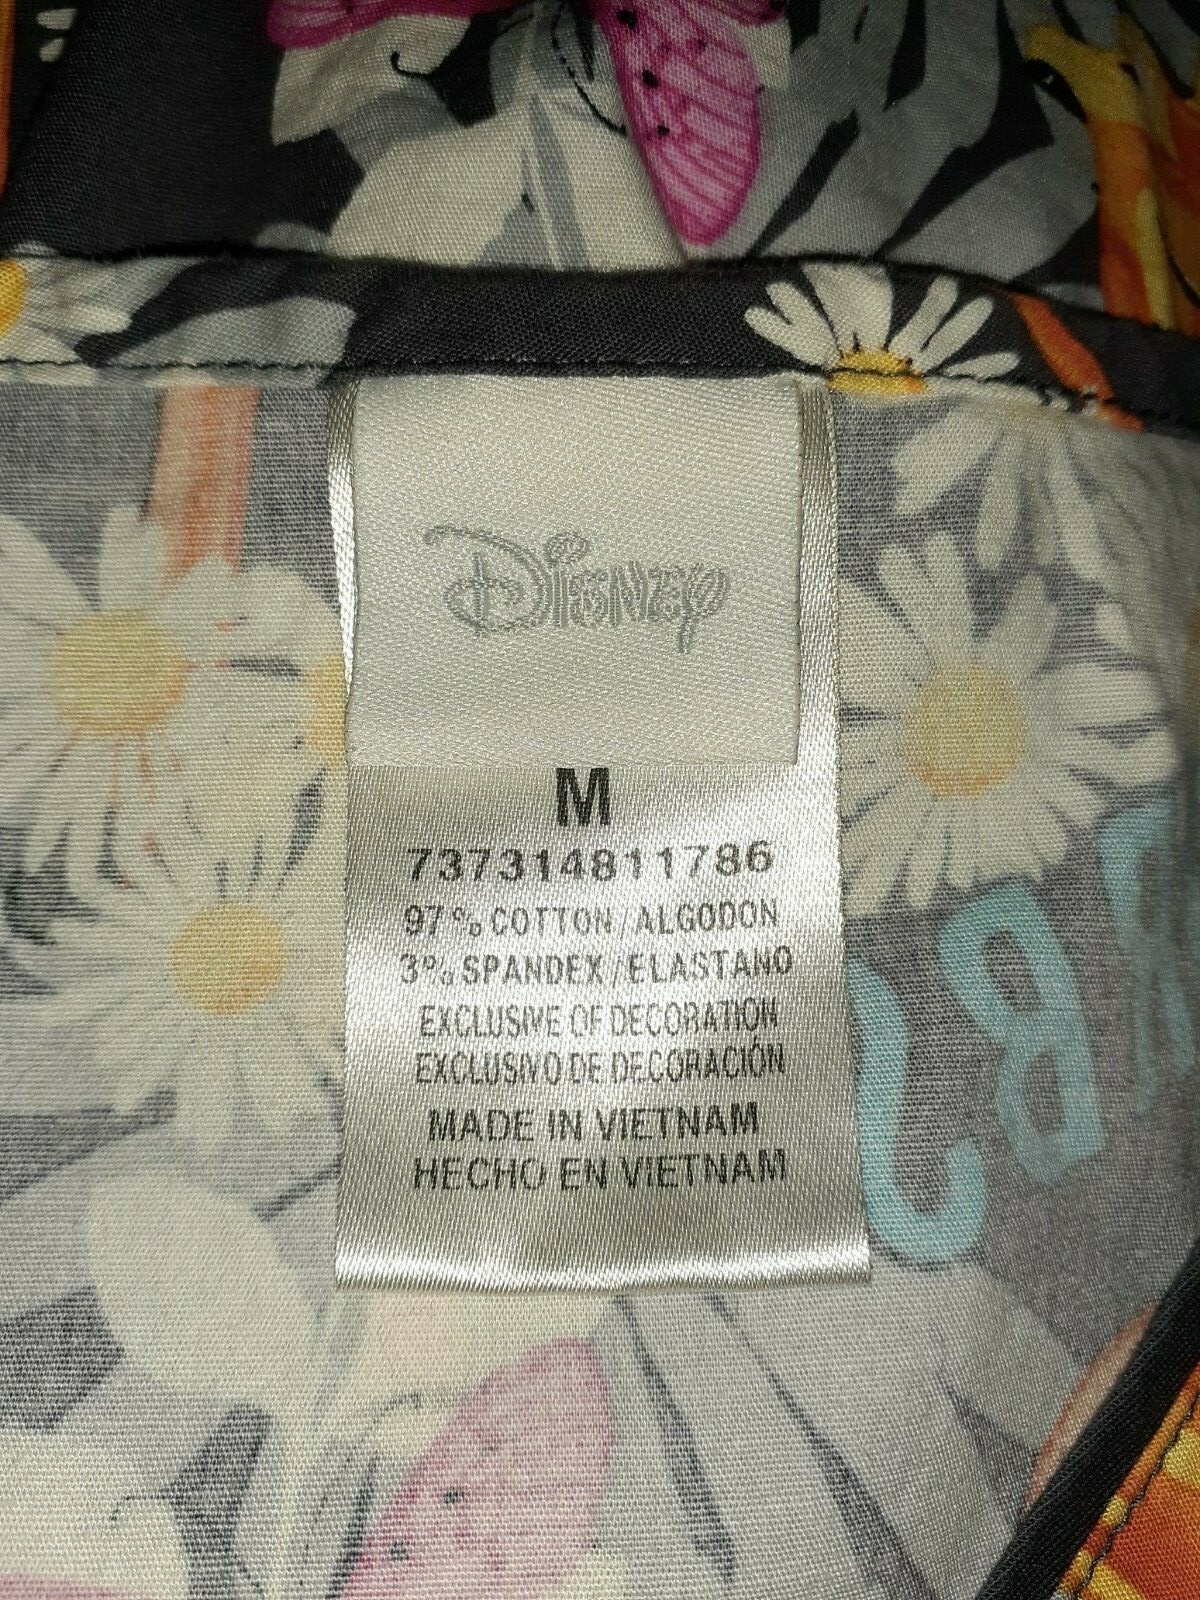 Disney
M
737314811786
97% COTTON/ALGODON
3% SPANDEX/ELASTANO
EXCLUSIVE OF DECORATION
EXCLUSIVO DE DECORACIÓN
MADE IN VIETNAM
HECHO EN VIETNAM